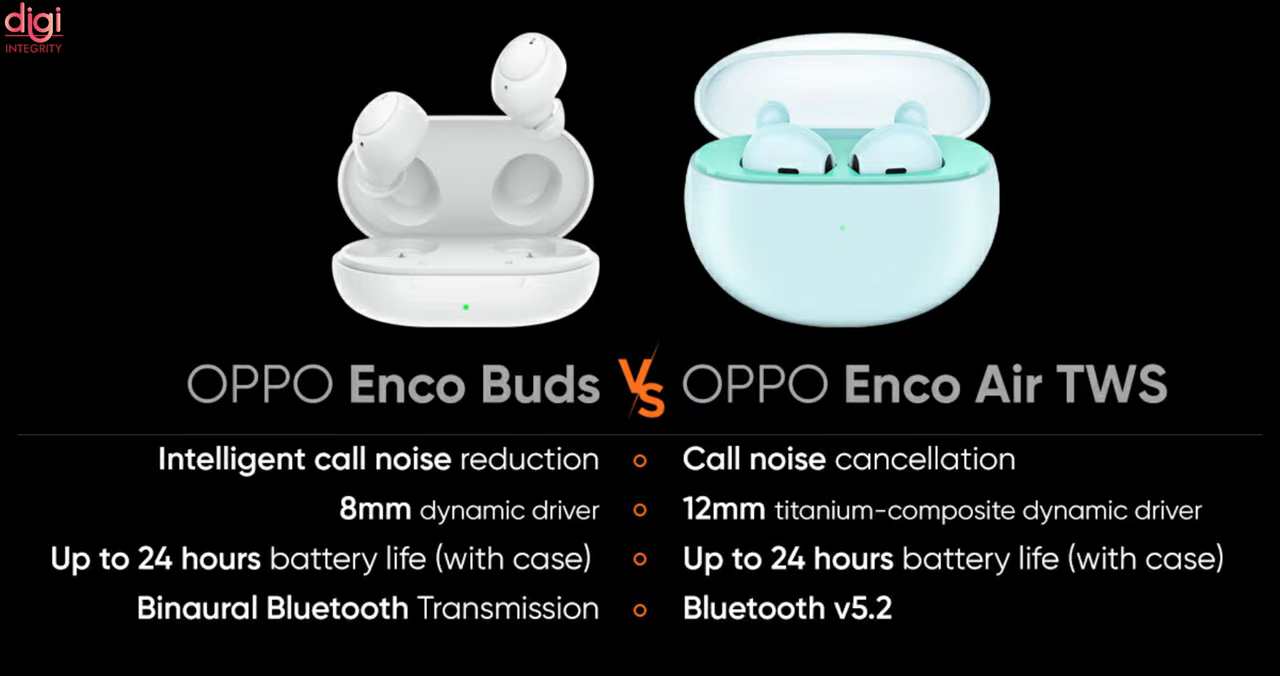 digi
INTEGRITY
OPPO Enco Buds VS OPPO Enco Air TWS
Intelligent call noise reduction
Call noise cancellation
8mm dynamic driver
12mm titanium-composite dynamic driver
Up to 24 hours battery life (with case)
Up to 24 hours battery life (with case)
Binaural Bluetooth Transmission
Bluetooth v5.2